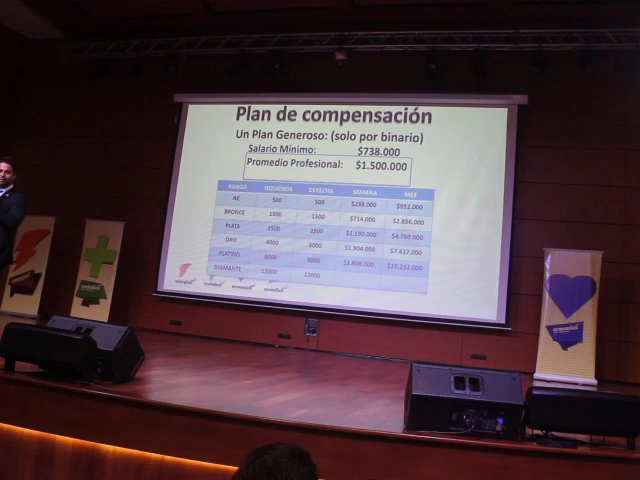 Plan de compensación
Un Plan Generoso: (solo por binario)
Salario Mínimo: $738.000
Promedio Profesional: $1.500.000
RANGO IZQUIERDA DERECHA SEMANA MES
AE 500 500 $238.000 $952.000
BRONCE 1500 1500 $714.000 $2.856.000
PLATA 2500 2500 $1.190.000 $4.760.000
ORO 4000 4000 $1.904.000 $7.617.000
PLATINO 8000 8000 $3.808.000 $15.232.000
DIAMANTE 12000 12000